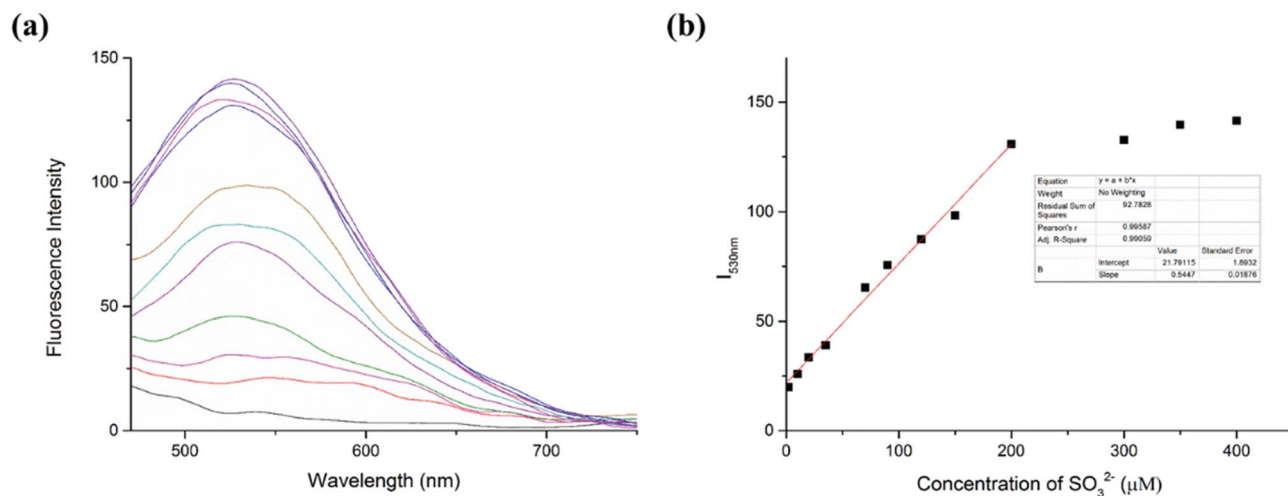 (a)
150
100
50
0
Fluorescence Intensity
500 600 700
Wavelength (nm)
(b)
150
100
50
0
I530nm
0 100 200 300 400
Concentration of SO₃²⁻ (μM)
Equation y = a + b*x
Weight No Weighting
Residual Sum of Squares 92.7828
Pearson's r 0.99587
Adj. R-Square 0.99059
Value Standard Error
B Intercept 21.79115 1.8932
Slope 0.5447 0.01876